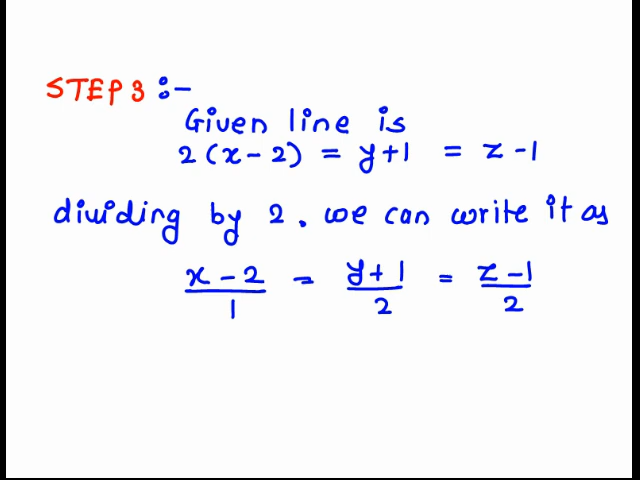 STEP 3 :-
Given line is
2 (x - 2) = y + 1 = z - 1
dividing by 2. we can write it as
x - 2 / 1 = y + 1 / 2 = z - 1 / 2